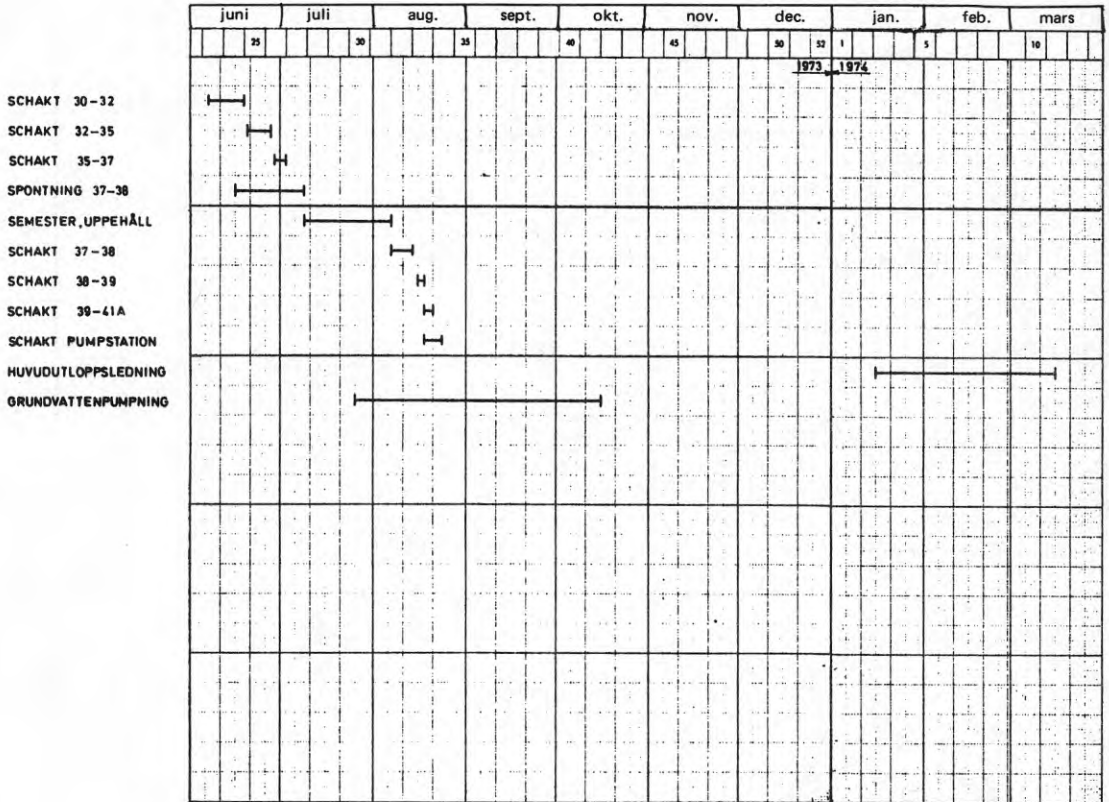 juni juli aug. sept. okt. nov. dec. jan. feb. mars
25 30 35 40 45 50 52 1 5 10
1973 1974
SCHAKT 30-32
SCHAKT 32-35
SCHAKT 35-37
SPONTNING 37-38
SEMESTER, UPPEHÅLL
SCHAKT 37-38
SCHAKT 38-39
SCHAKT 39-41A
SCHAKT PUMPSTATION
HUVUDUTLOPPSLEDNING
GRUNDVATTENPUMPNING